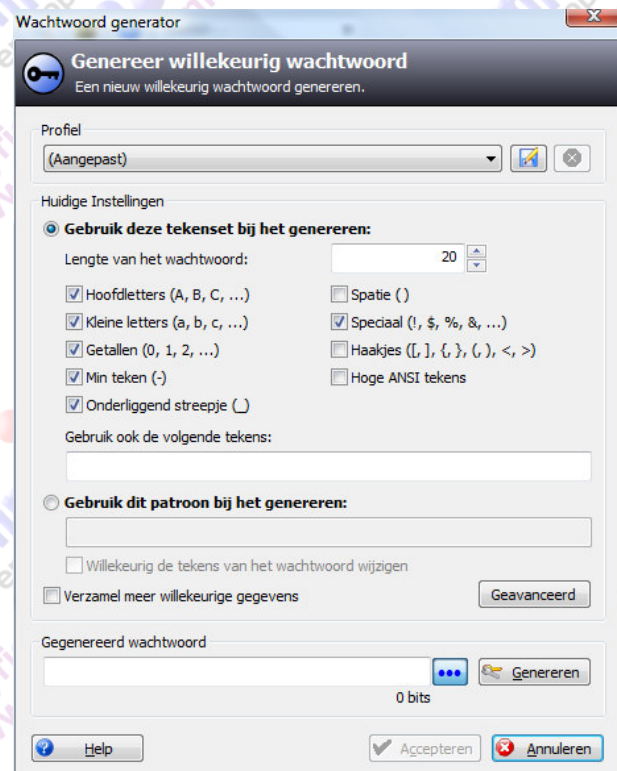 Wachtwoord generator
Genereer willekeurig wachtwoord
Een nieuw willekeurig wachtwoord genereren.
Profiel
(Aangepast)
Huidige Instellingen
Gebruik deze tekenset bij het genereren:
Lengte van het wachtwoord: 20
Hoofdletters (A, B, C, ...) Spatie ( )
Kleine letters (a, b, c, ...) Speciaal (!, $, %, &, ...)
Getallen (0, 1, 2, ...) Haakjes ([, ], {, }, (, ), <, >)
Min teken (-) Hoge ANSI tekens
Onderliggend streepje (_)
Gebruik ook de volgende tekens:
Gebruik dit patroon bij het genereren:
Willekeurig de tekens van het wachtwoord wijzigen
Verzamel meer willekeurige gegevens Geavanceerd
Gegenereerd wachtwoord
Genereren
0 bits
Help Accepteren Annuleren